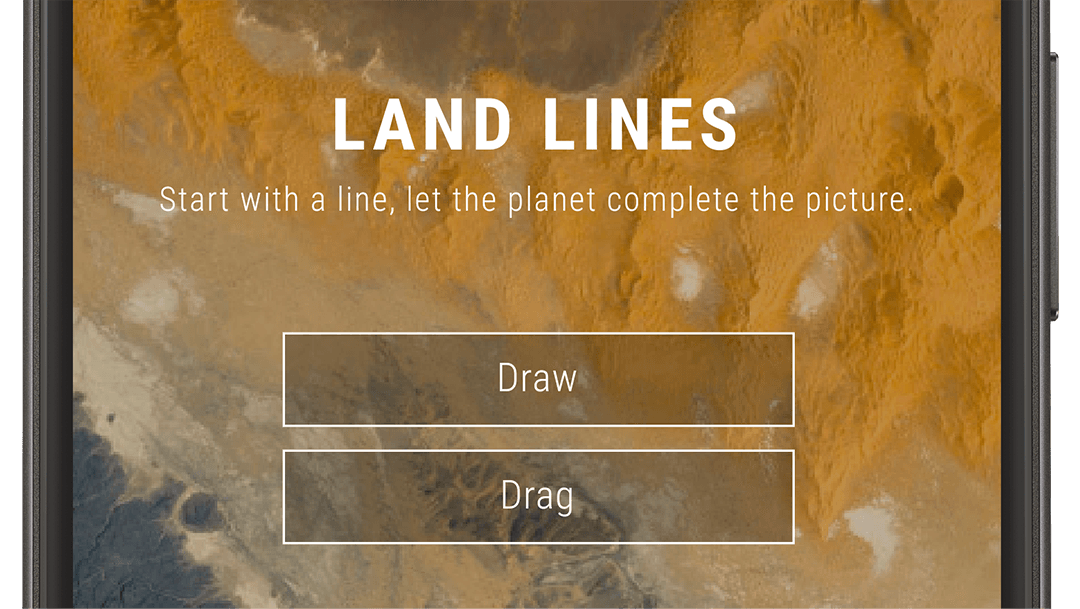 LAND LINES
Start with a line, let the planet complete the picture.
Draw
Drag